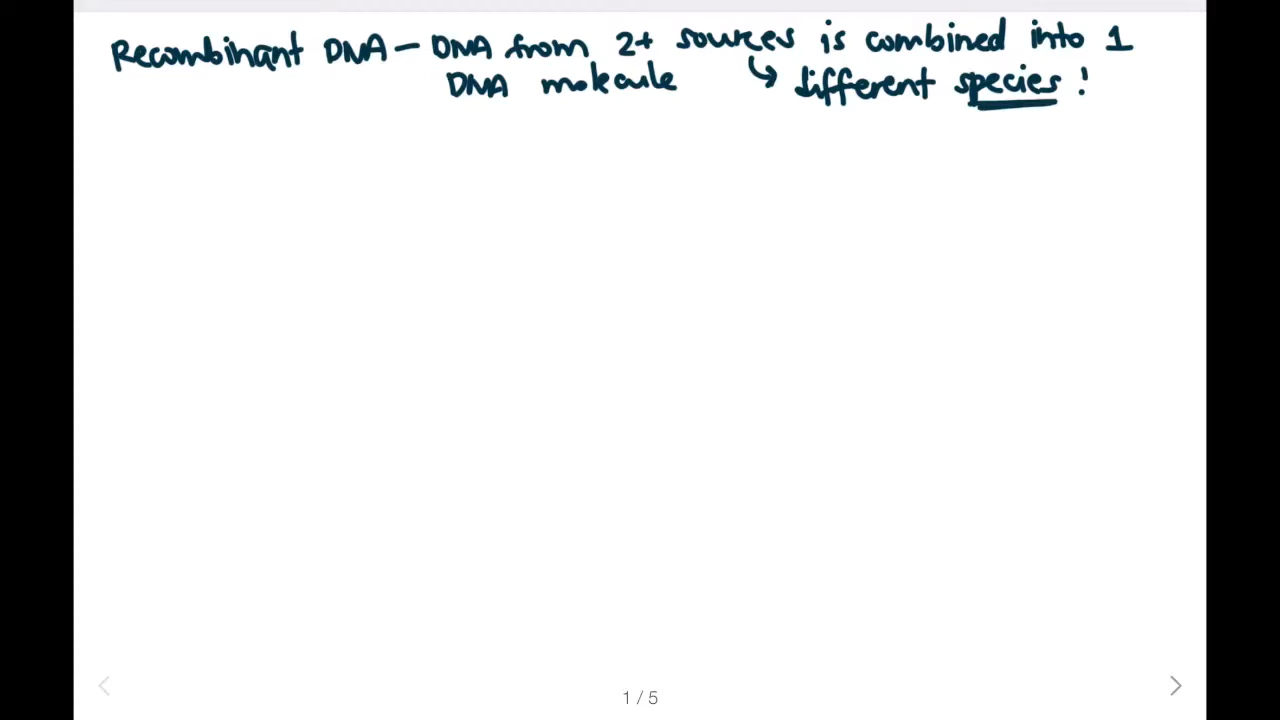 Recombinant DNA – DNA from 2+ sources is combined into 1
DNA molecule ↳ different species!
1 / 5